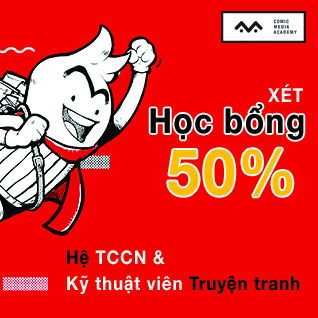 COMIC
MEDIA
ACADEMY
XÉT
Học bổng
50%
Hệ TCCN &
Kỹ thuật viên Truyện tranh